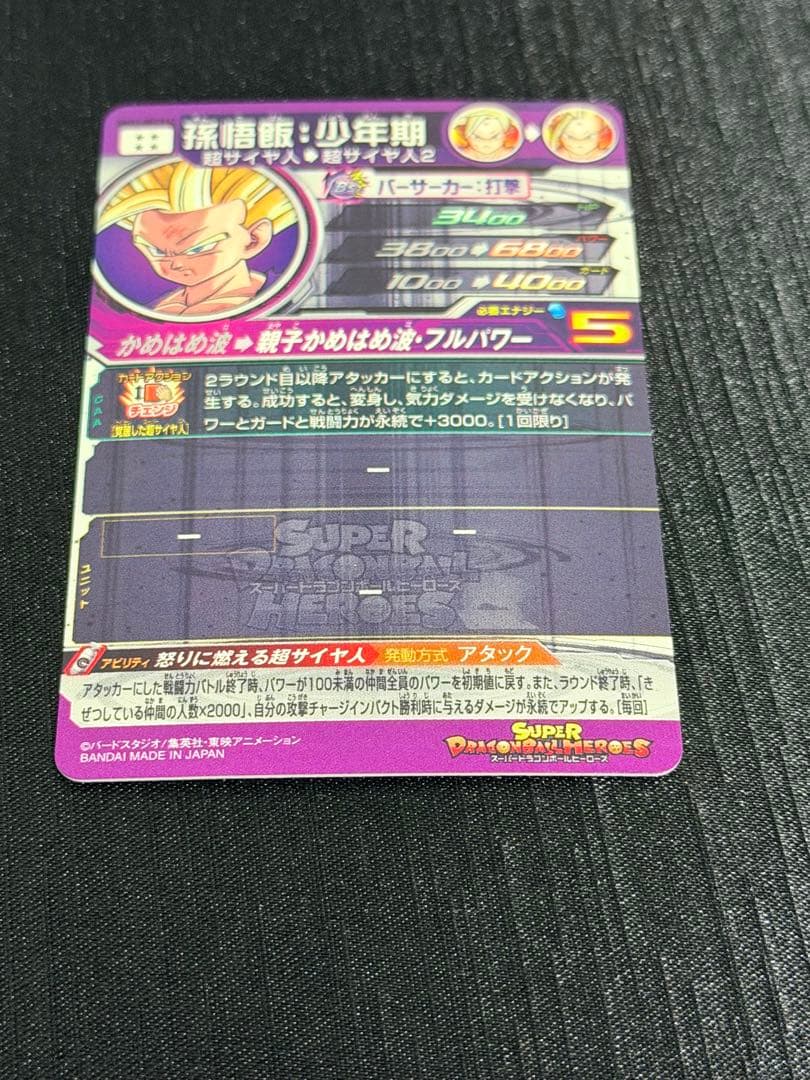 孫悟飯:少年期
超サイヤ人➡超サイヤ人2
BS バーサーカー:打撃
HP
3400
パワー
3800➡6800
ガード
1000➡4000
必要エナジー 5
かめはめ波➡親子かめはめ波・フルパワー
CAA
カードアクション
チェンジ
[覚醒した超サイヤ人]
2ラウンド目以降アタッカーにすると、カードアクションが発
生する。成功すると、変身し、気力ダメージを受けなくなり、パ
ワーとガードと戦闘力が永続で+3000。[1回限り]
ー
ユニット
ー
ー
ー
SUPER
DRAGONBALL
スーパードラゴンボールヒーローズ
HEROES
アビリティ 怒りに燃える超サイヤ人 発動方式 アタック
アタッカーにした戦闘力バトル終了時、パワーが100未満の仲間全員のパワーを初期値に戻す。また、ラウンド終了時、「き
ぜつしている仲間の人数×2000」、自分の攻撃チャージインパクト勝利時に与えるダメージが永続でアップする。[毎回]
©バードスタジオ/集英社・東映アニメーション
BANDAI MADE IN JAPAN
SUPER
DRAGONBALL HEROES
スーパードラゴンボールヒーローズ